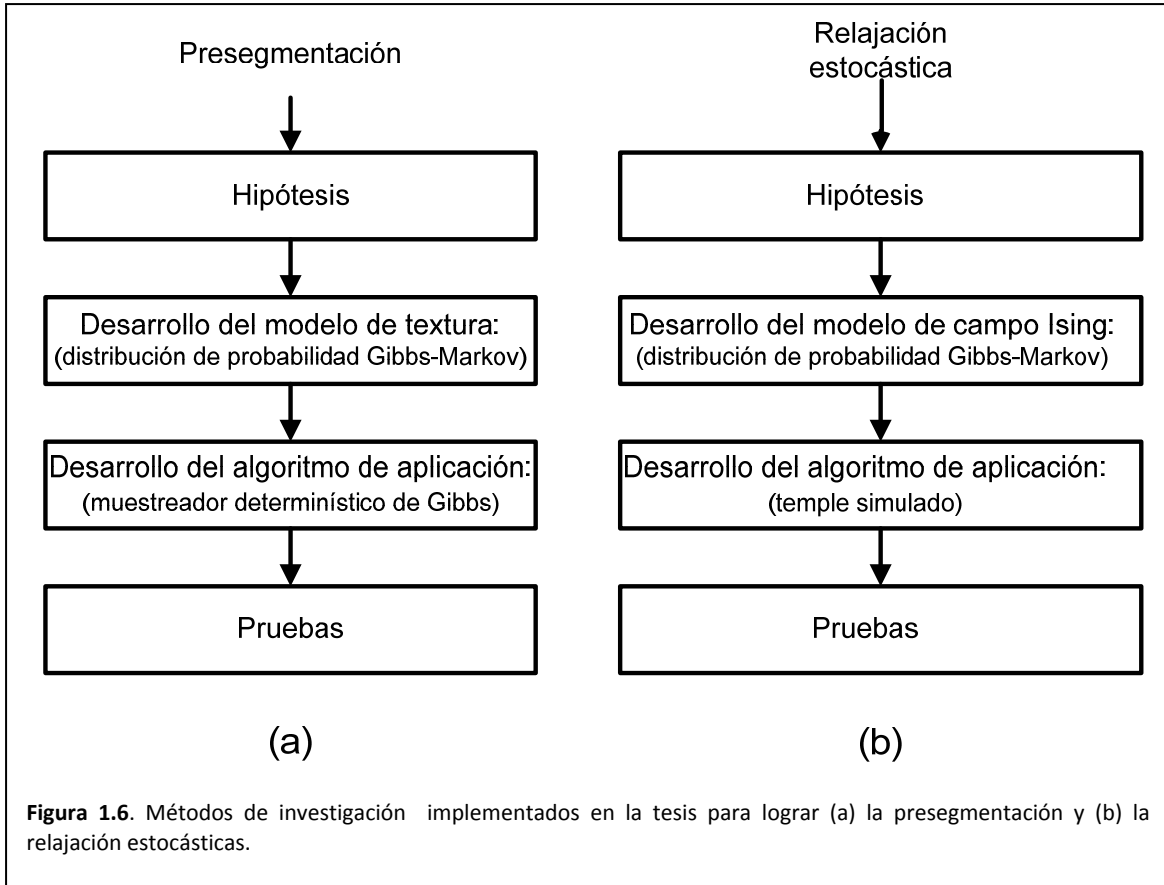 Presegmentación
Hipótesis
Desarrollo del modelo de textura:
(distribución de probabilidad Gibbs-Markov)
Desarrollo del algoritmo de aplicación:
(muestreador determinístico de Gibbs)
Pruebas
(a)
Relajación
estocástica
Hipótesis
Desarrollo del modelo de campo Ising:
(distribución de probabilidad Gibbs-Markov)
Desarrollo del algoritmo de aplicación:
(temple simulado)
Pruebas
(b)
Figura 1.6. Métodos de investigación implementados en la tesis para lograr (a) la presegmentación y (b) la
relajación estocásticas.